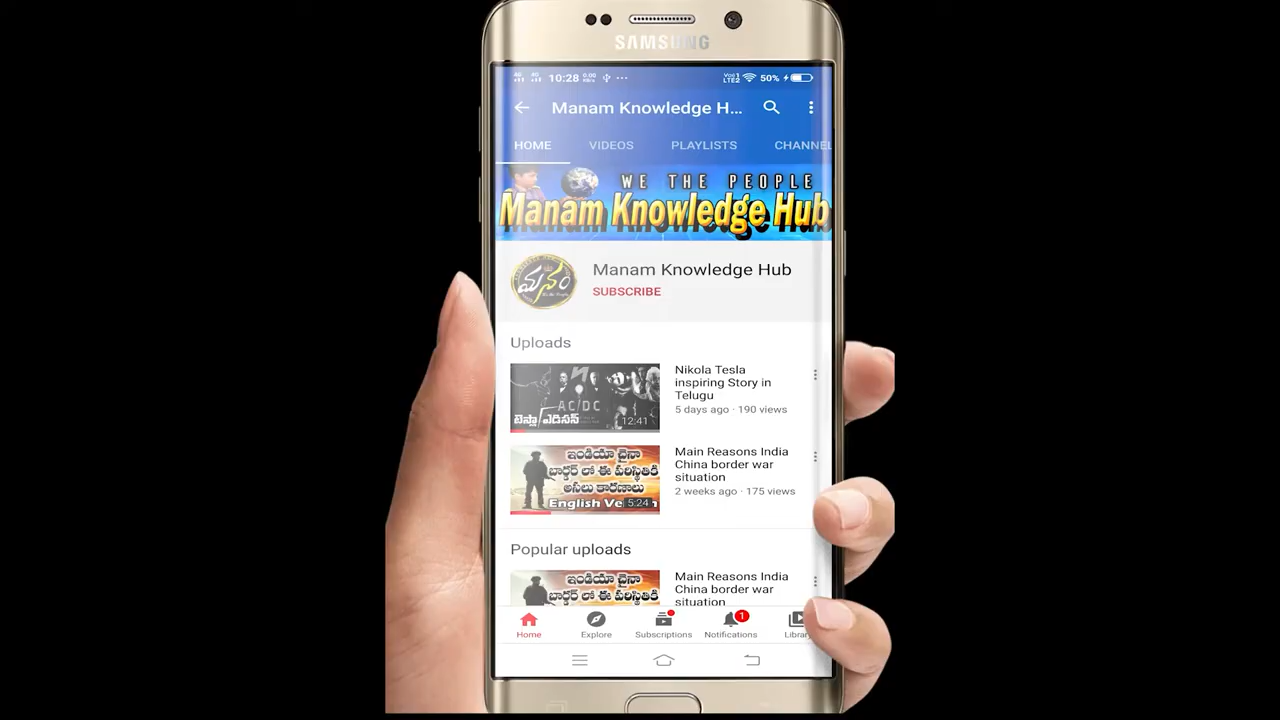 SAMSUNG
10:28
50%
Manam Knowledge H...
HOME VIDEOS PLAYLISTS CHANNEL
WE THE PEOPLE
Manam Knowledge Hub
మనం
Manam Knowledge Hub
SUBSCRIBE
Uploads
AC/DC
టెస్లా ఎడిసన్
12:41
Nikola Tesla
inspiring Story in
Telugu
5 days ago · 190 views
ఇండియా చైనా
బార్డర్ లో ఈ పరిస్థితికి
అసలు కారణాలు
English Ve
5:24
Main Reasons India
China border war
situation
2 weeks ago · 175 views
Popular uploads
ఇండియా చైనా
బార్డర్ లో ఈ పరిస్థితికి
Main Reasons India
China border war
situation
1
Home Explore Subscriptions Notifications Library